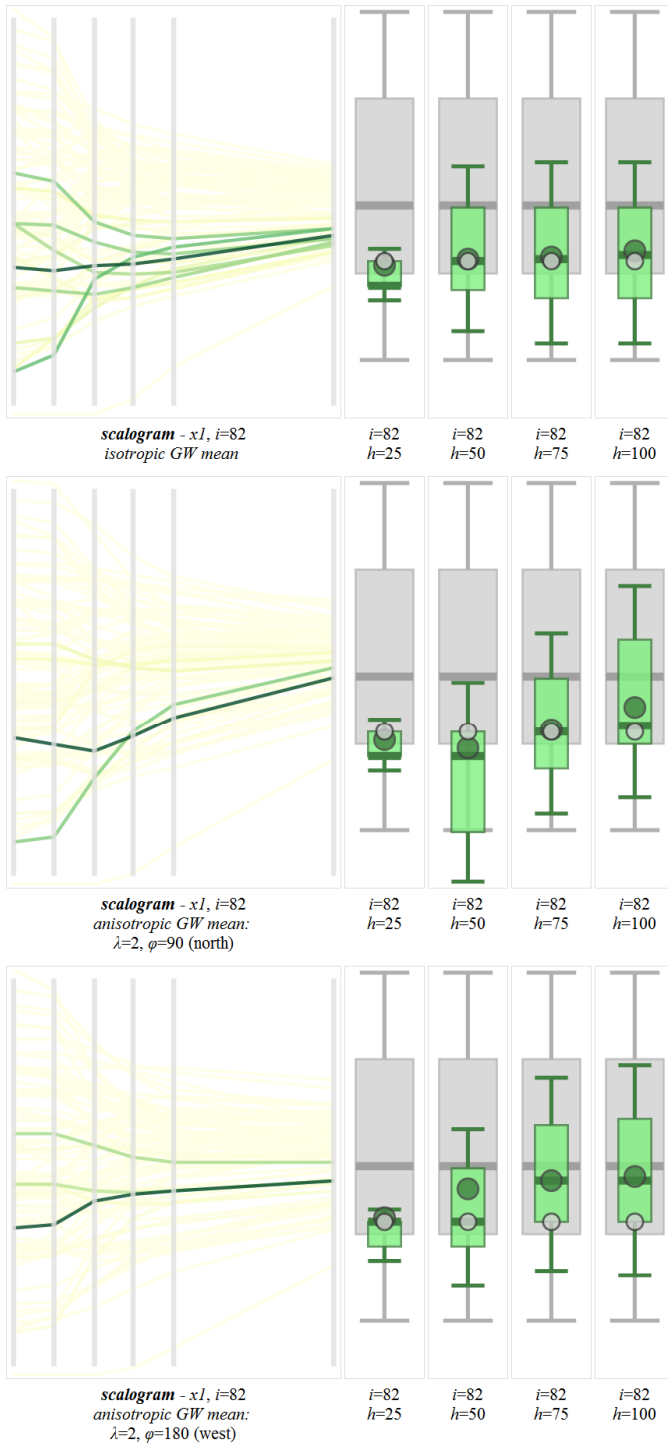 scalogram - x1, i=82
isotropic GW mean
i=82
h=25
i=82
h=50
i=82
h=75
i=82
h=100
scalogram - x1, i=82
anisotropic GW mean:
λ=2, φ=90 (north)
i=82
h=25
i=82
h=50
i=82
h=75
i=82
h=100
scalogram - x1, i=82
anisotropic GW mean:
λ=2, φ=180 (west)
i=82
h=25
i=82
h=50
i=82
h=75
i=82
h=100